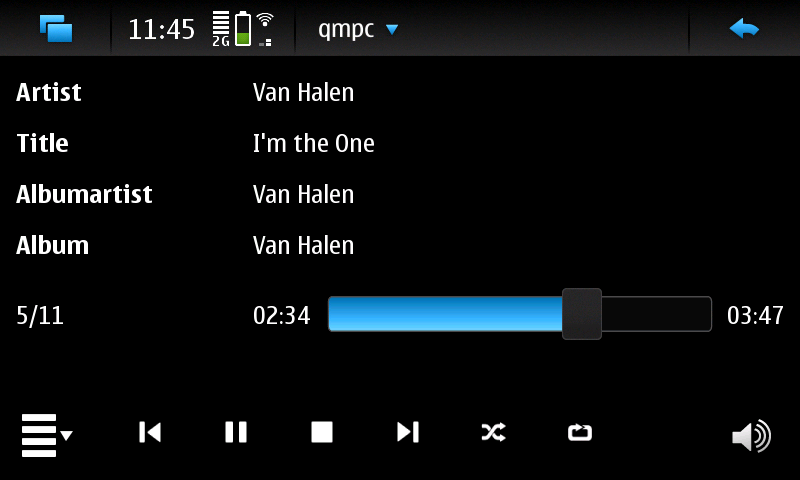 11:45 2G qmpc
Artist Van Halen
Title I'm the One
Albumartist Van Halen
Album Van Halen
5/11 02:34 03:47